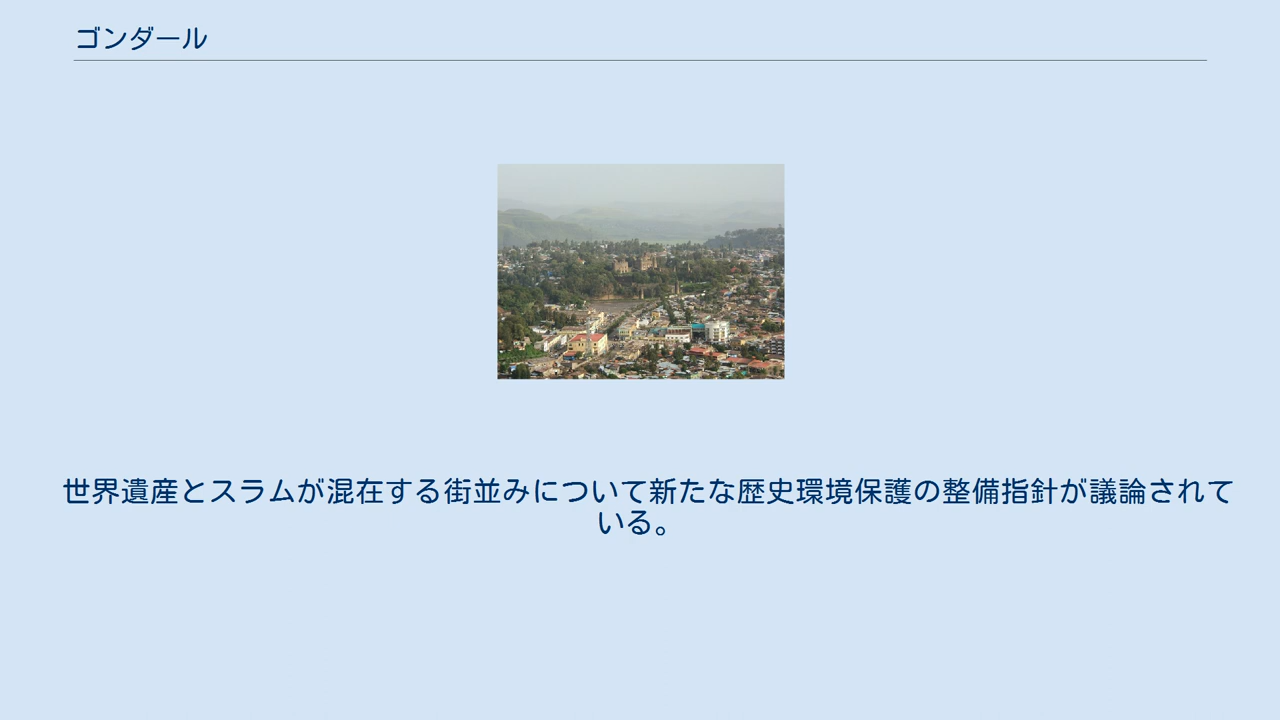 ゴンダール
世界遺産とスラムが混在する街並みについて新たな歴史環境保護の整備指針が議論されて
いる。